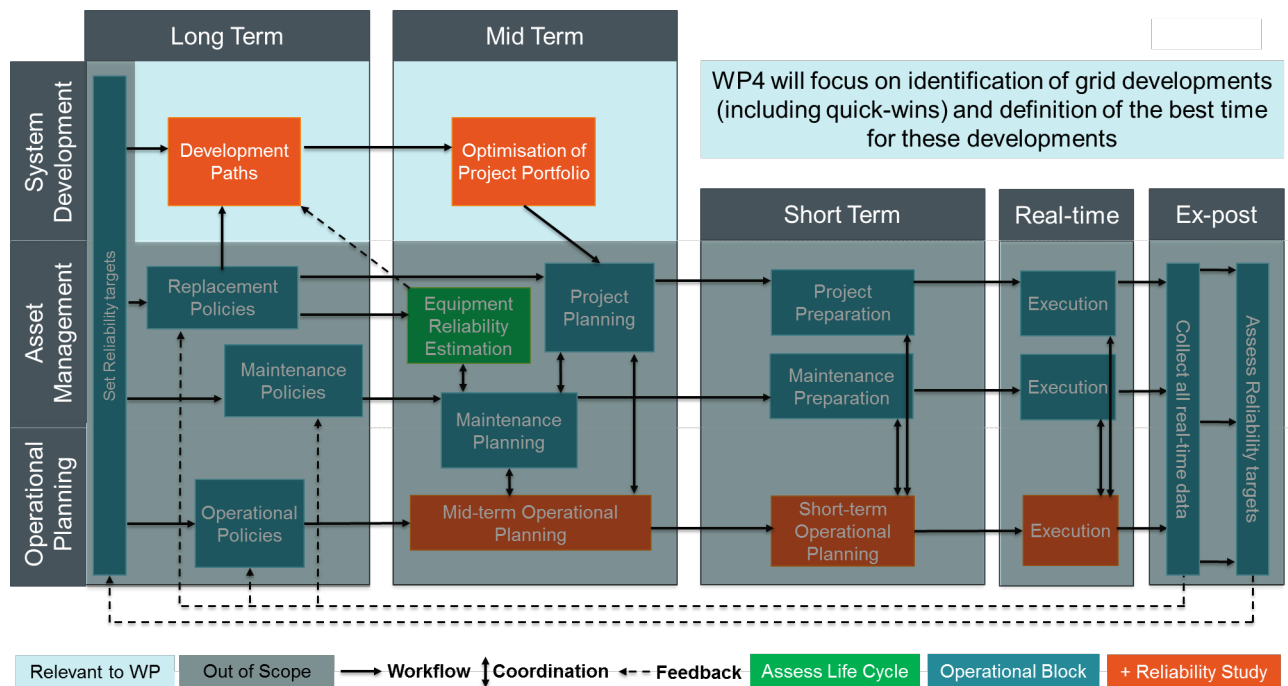 Long Term
Mid Term
WP4 will focus on identification of grid developments
(including quick-wins) and definition of the best time
for these developments
System
Development
Development
Paths
Optimisation of
Project Portfolio
Short Term
Real-time
Ex-post
Asset
Management
Set Reliability targets
Replacement
Policies
Equipment
Reliability
Estimation
Project
Planning
Project
Preparation
Execution
Maintenance
Policies
Maintenance
Planning
Maintenance
Preparation
Execution
Collect all real-time data
Assess Reliability targets
Operational
Planning
Operational
Policies
Mid-term Operational
Planning
Short-term
Operational
Planning
Execution
Relevant to WP
Out of Scope
Workflow
Coordination
Feedback
Assess Life Cycle
Operational Block
+ Reliability Study